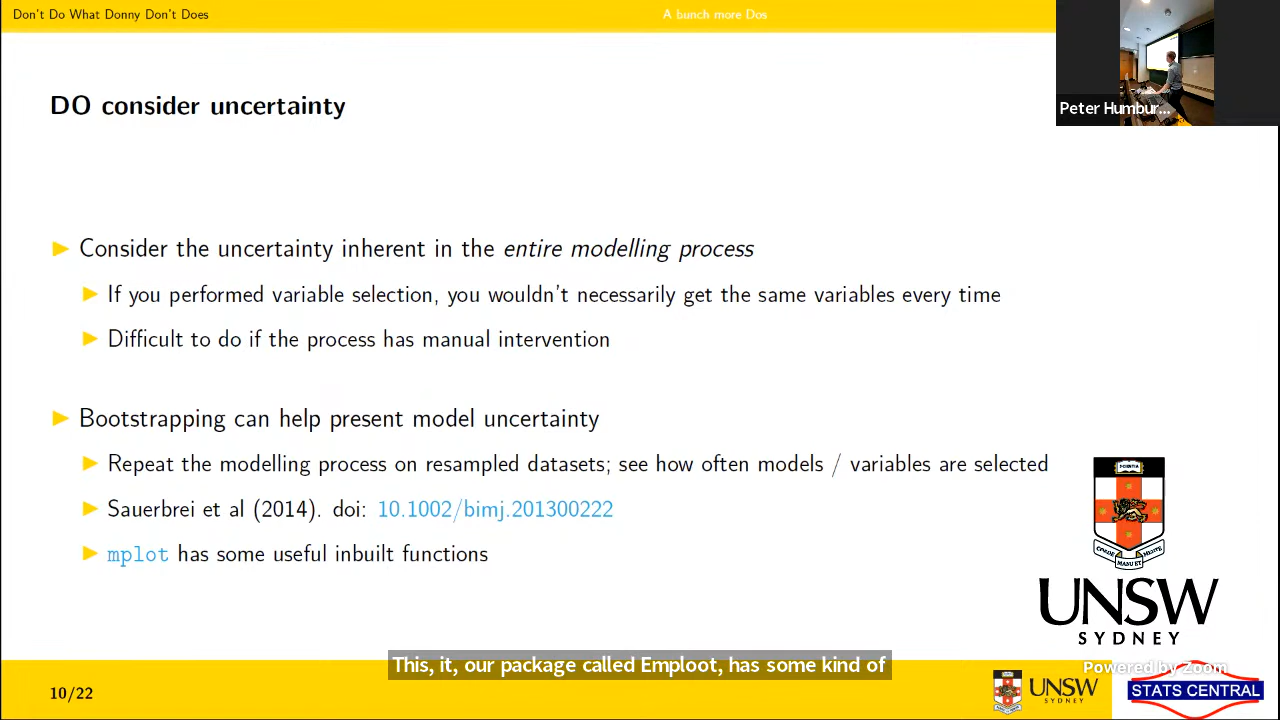 Don't Do What Donny Don't Does
A bunch more Dos
Peter Humbur...
DO consider uncertainty
Consider the uncertainty inherent in the entire modelling process
If you performed variable selection, you wouldn't necessarily get the same variables every time
Difficult to do if the process has manual intervention
Bootstrapping can help present model uncertainty
Repeat the modelling process on resampled datasets; see how often models / variables are selected
Sauerbrei et al (2014). doi: 10.1002/bimj.201300222
mplot has some useful inbuilt functions
UNSW
SYDNEY
This, it, our package called Emploot, has some kind of
Powered by Zoom
10/22
UNSW
SYDNEY
STATS CENTRAL